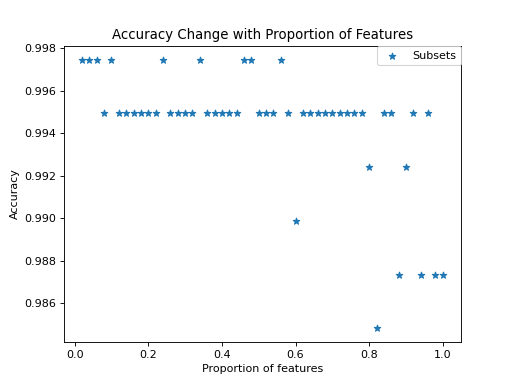 Accuracy Change with Proportion of Features
Subsets
0.998
0.996
0.994
0.992
0.990
0.988
0.986
Accuracy
0.0 0.2 0.4 0.6 0.8 1.0
Proportion of features